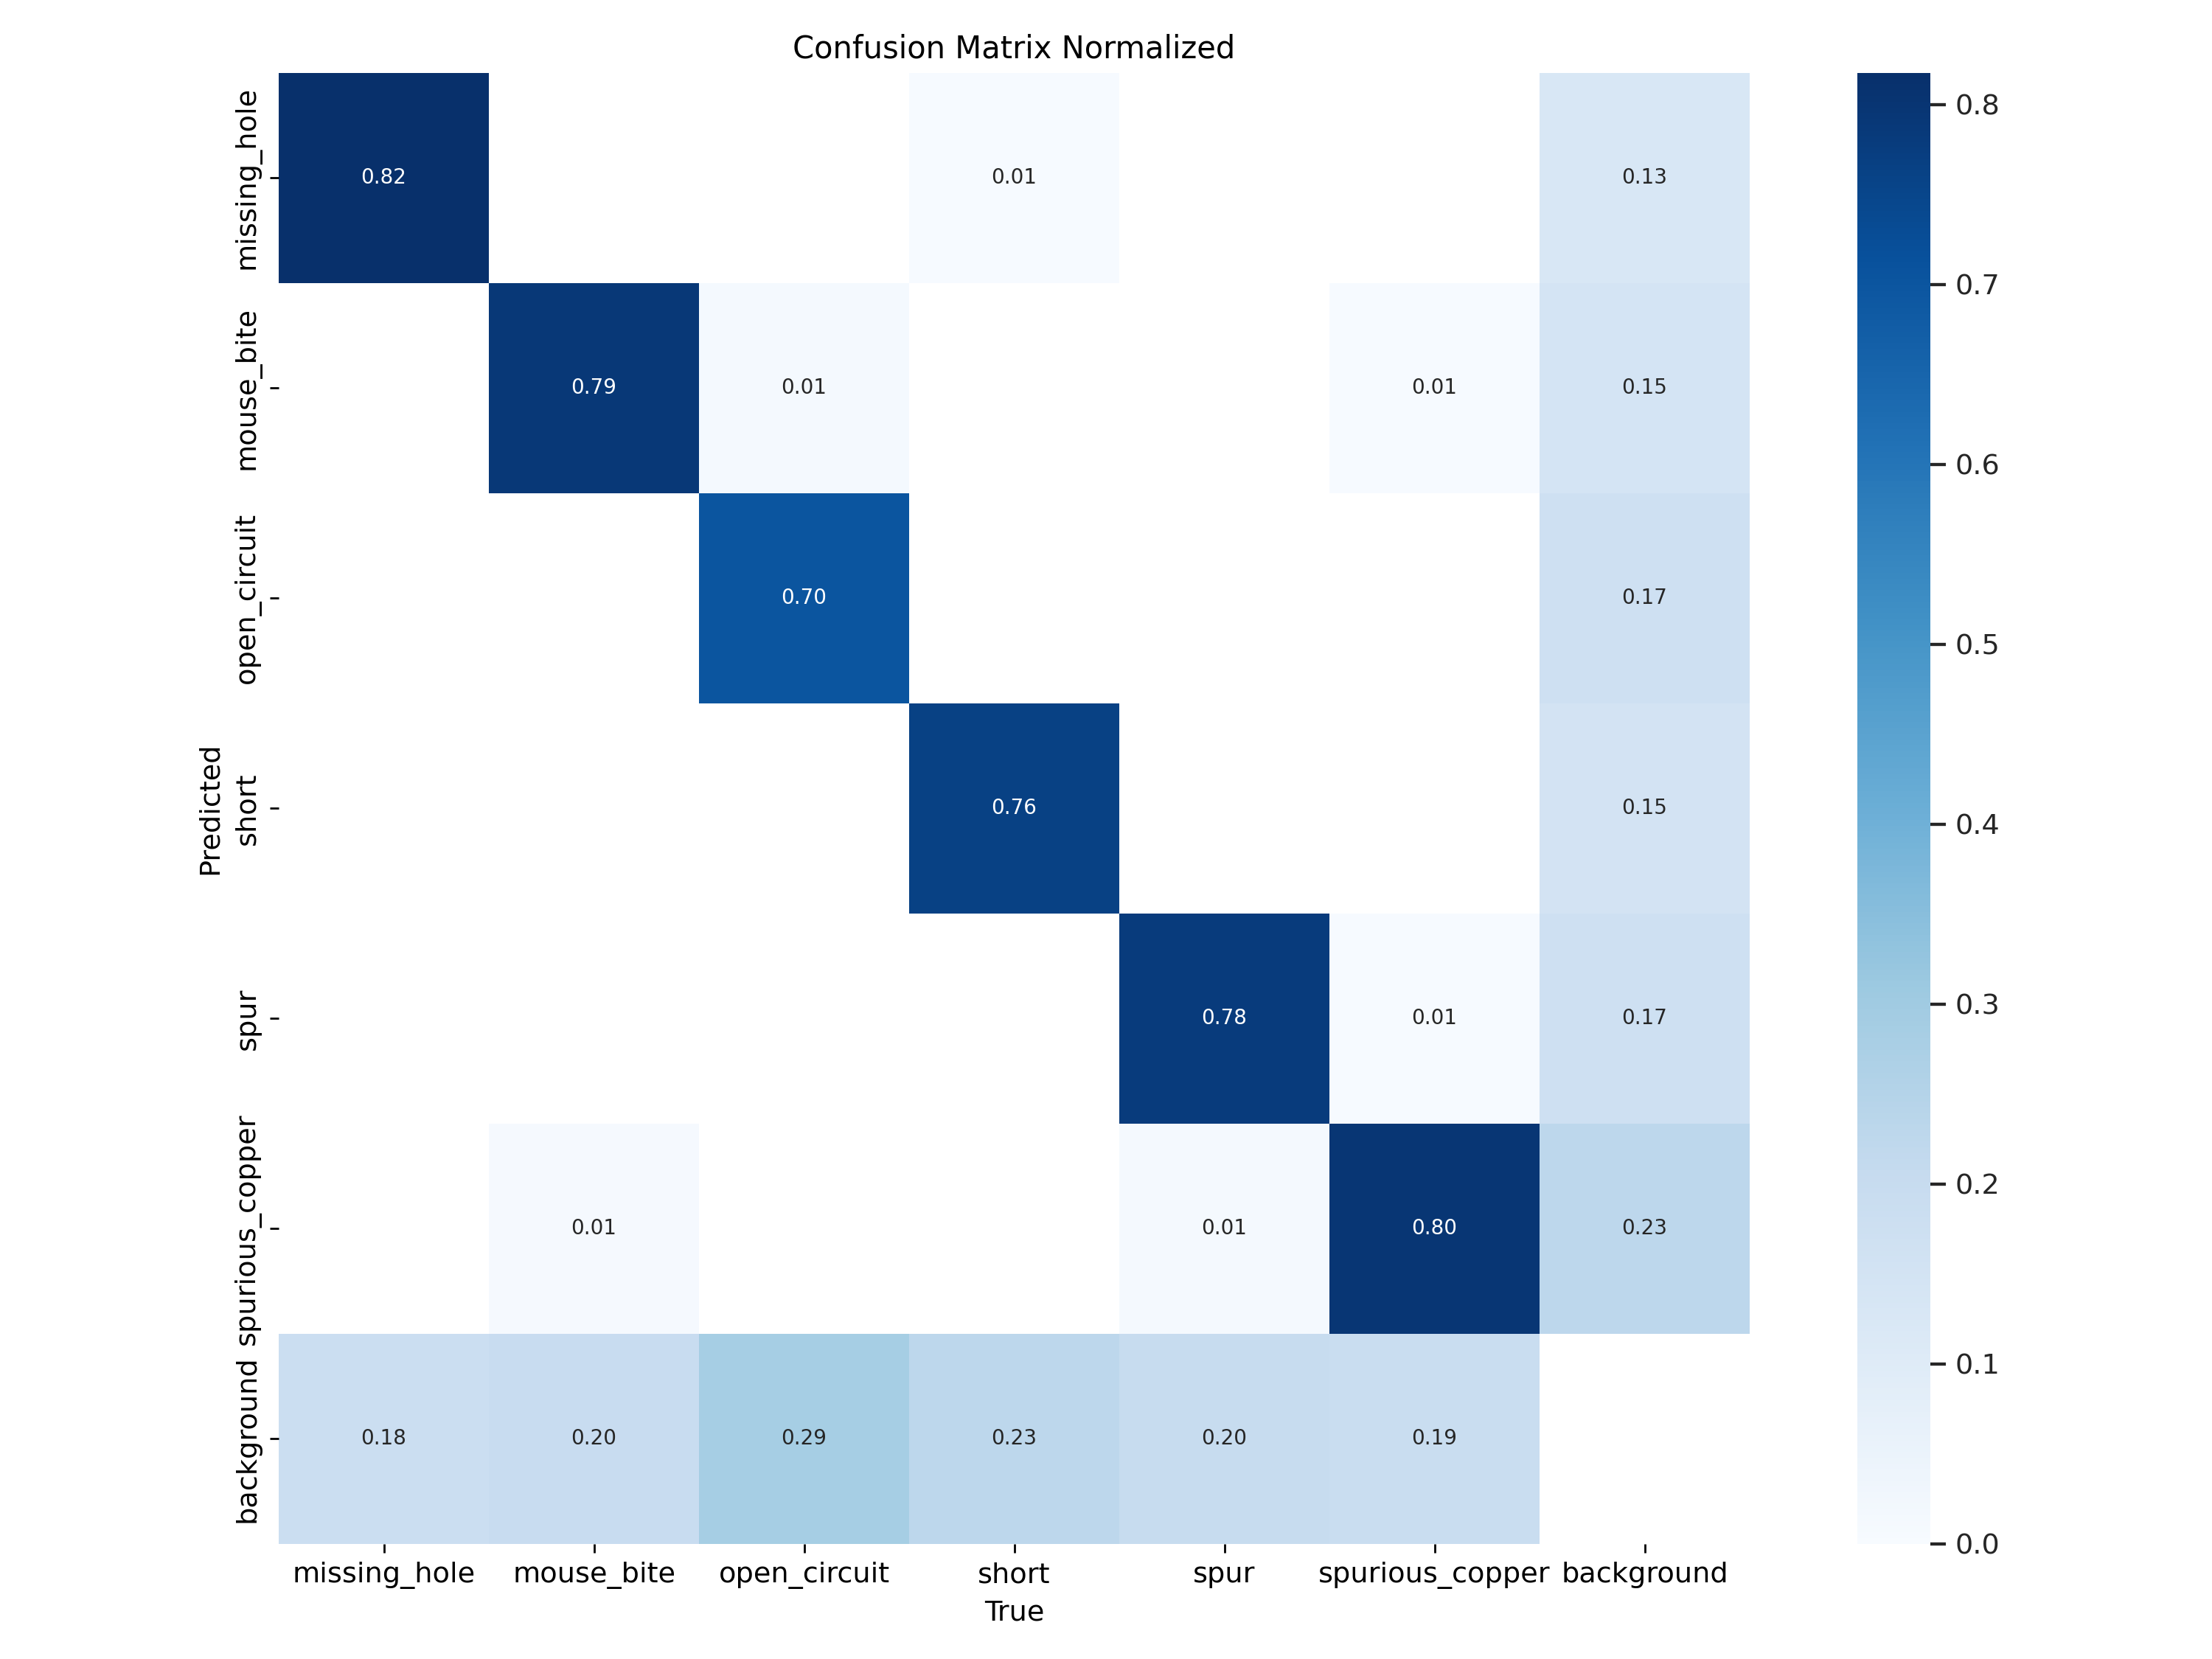 Confusion Matrix Normalized
Predicted
missing_hole 0.82 0.01 0.13
mouse_bite 0.79 0.01 0.01 0.15
open_circuit 0.70 0.17
short 0.76 0.15
spur 0.78 0.01 0.17
spurious_copper 0.01 0.01 0.80 0.23
background 0.18 0.20 0.29 0.23 0.20 0.19
missing_hole mouse_bite open_circuit short spur spurious_copper background
True
0.8
0.7
0.6
0.5
0.4
0.3
0.2
0.1
0.0